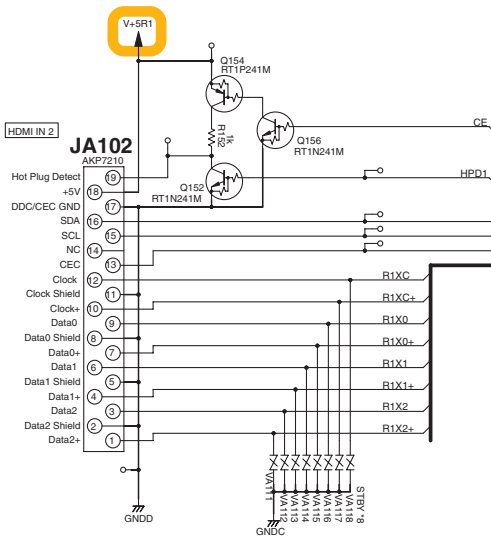 V+5R1
Q154
RT1P241M
R152
1k
Q156
RT1N241M
CE
HDMI IN 2
JA102
AKP7210
Q152
RT1N241M
HPD1
Hot Plug Detect 19
+5V 18
DDC/CEC GND 17
SDA 16
SCL 15
NC 14
CEC 13
Clock 12 R1XC
Clock Shield 11
Clock+ 10 R1XC+
Data0 9 R1X0
Data0 Shield 8
Data0+ 7 R1X0+
Data1 6 R1X1
Data1 Shield 5
Data1+ 4 R1X1+
Data2 3 R1X2
Data2 Shield 2
Data2+ 1 R1X2+
VA111
VA112
VA113
VA114
VA115
VA116
VA117
VA118
STBY *8
GNDD
GNDC